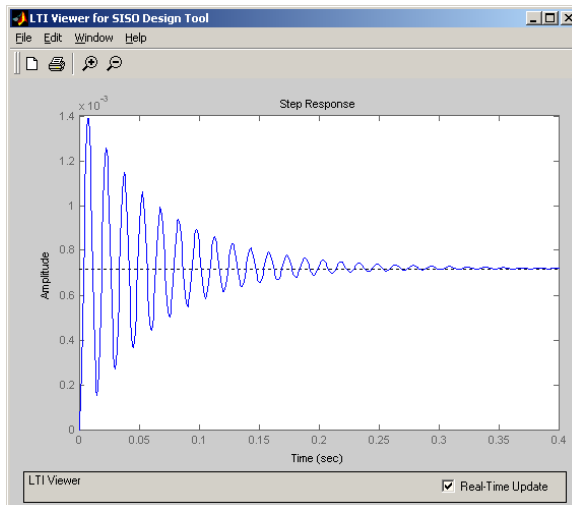 LTI Viewer for SISO Design Tool
File Edit Window Help
x 10^-3
Step Response
1.4
1.2
1
0.8
0.6
0.4
0.2
0
Amplitude
0 0.05 0.1 0.15 0.2 0.25 0.3 0.35 0.4
Time (sec)
LTI Viewer
Real-Time Update